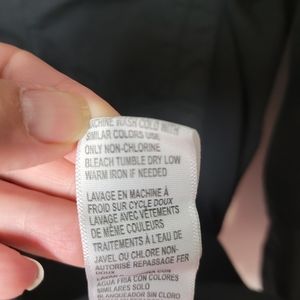 MACHINE WASH COLD WITH
SIMILAR COLORS USE
ONLY NON-CHLORINE
BLEACH TUMBLE DRY LOW
WARM IRON IF NEEDED
LAVAGE EN MACHINE À
FROID SUR CYCLE DOUX
LAVAGE AVEC VÊTEMENTS
DE MÊME COULEURS
TRAITEMENTS À L'EAU DE
JAVEL OU CHLORE NON-
AUTORISÉ REPASSAGE FER
DOUX
AGUA FRIA CON COLORES
SIMILARES SOLO
BLANQUEADOR SIN CLORO